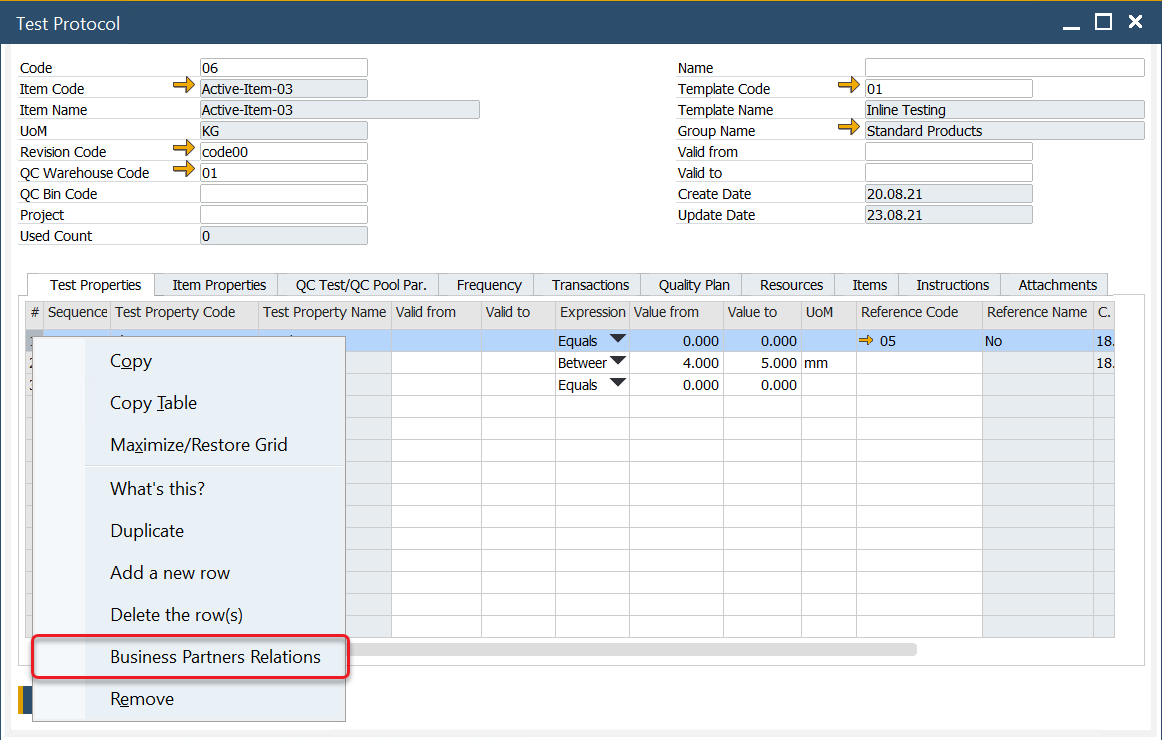 Test Protocol
Code 06
Item Code Active-Item-03
Item Name Active-Item-03
UoM KG
Revision Code code00
QC Warehouse Code 01
QC Bin Code
Project
Used Count 0
Name
Template Code 01
Template Name Inline Testing
Group Name Standard Products
Valid from
Valid to
Create Date 20.08.21
Update Date 23.08.21
Test Properties Item Properties QC Test/QC Pool Par. Frequency Transactions Quality Plan Resources Items Instructions Attachments
# Sequence Test Property Code Test Property Name Valid from Valid to Expression Value from Value to UoM Reference Code Reference Name C.
Equals 0.000 0.000 05 No 18.
Betweer 4.000 5.000 mm 18.
Equals 0.000 0.000
Copy
Copy Table
Maximize/Restore Grid
What's this?
Duplicate
Add a new row
Delete the row(s)
Business Partners Relations
Remove